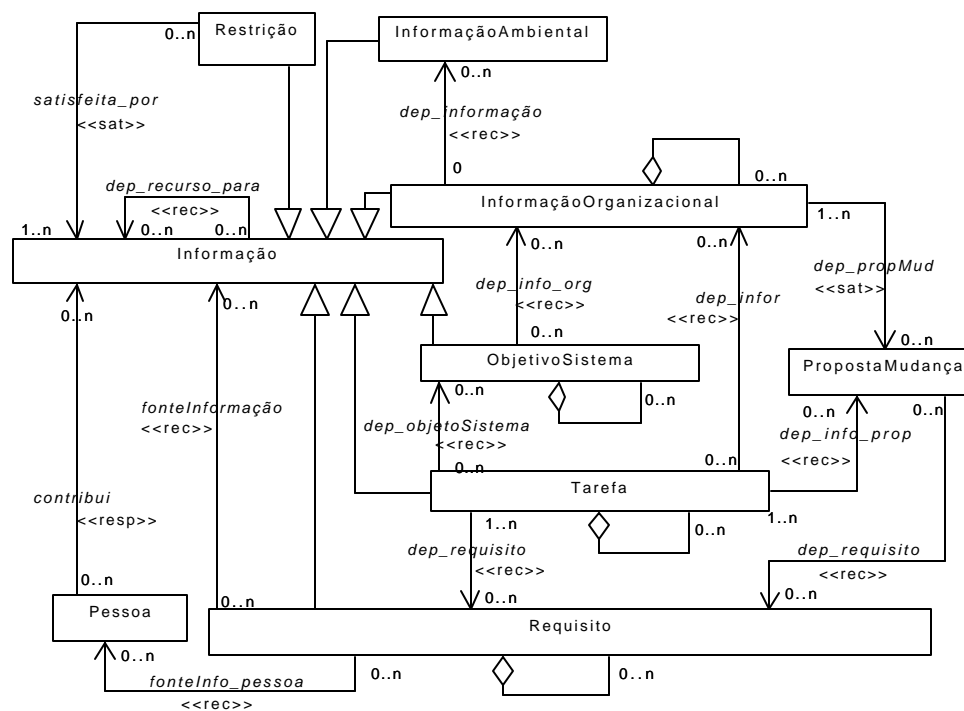 Restrição
0..n
InformaçãoAmbiental
0..n
satisfeita_por
<<sat>>
dep_informação
<<rec>>
0
0..n
dep_recurso_para
<<rec>>
InformaçãoOrganizacional
1..n
1..n
0..n
0..n
Informação
0..n
0..n
dep_propMud
<<sat>>
dep_info_org
<<rec>>
dep_infor
<<rec>>
0..n
0..n
0..n
0..n
ObjetivoSistema
PropostaMudança
0..n
0..n
0..n
0..n
fonteInformação
<<rec>>
dep_objetoSistema
<<rec>>
dep_info_prop
<<rec>>
0..n
0..n
Tarefa
contribui
<<resp>>
1..n
0..n
1..n
dep_requisito
<<rec>>
dep_requisito
<<rec>>
0..n
0..n
0..n
0..n
Pessoa
Requisito
0..n
0..n
0..n
fonteInfo_pessoa
<<rec>>